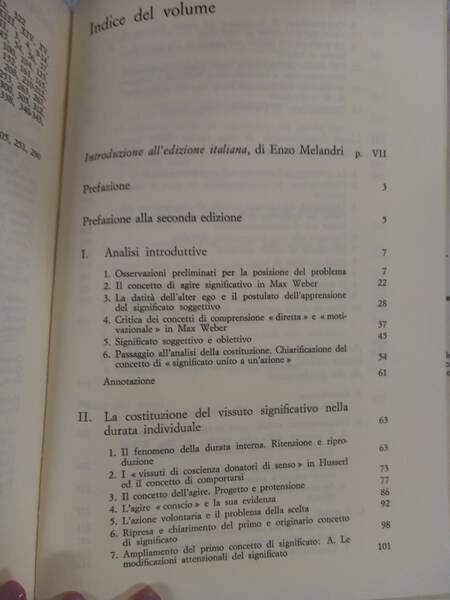 105, 253, 290
Indice del volume
Introduzione all'edizione italiana, di Enzo Melandri p. VII
Prefazione 3
Prefazione alla seconda edizione 5
I. Analisi introduttive 7
1. Osservazioni preliminari per la posizione del problema 7
2. Il concetto di agire significativo in Max Weber 22
3. La datità dell'alter ego e il postulato dell'apprensione
del significato soggettivo 28
4. Critica dei concetti di comprensione « diretta » e « moti-
vazionale » in Max Weber 37
5. Significato soggettivo e obiettivo 45
6. Passaggio all'analisi della costituzione. Chiarificazione del
concetto di « significato unito a un'azione » 54
Annotazione 61
II. La costituzione del vissuto significativo nella
durata individuale 63
1. Il fenomeno della durata interna. Ritenzione e ripro-
duzione 63
2. I « vissuti di coscienza donatori di senso » in Husserl
ed il concetto di comportarsi 73
3. Il concetto dell'agire. Progetto e protensione 77
4. L'agire « conscio » e la sua evidenza 86
5. L'azione volontaria e il problema della scelta 92
6. Ripresa e chiarimento del primo e originario concetto
di significato 98
7. Ampliamento del primo concetto di significato: A. Le
modificazioni attenzionali del significato 101